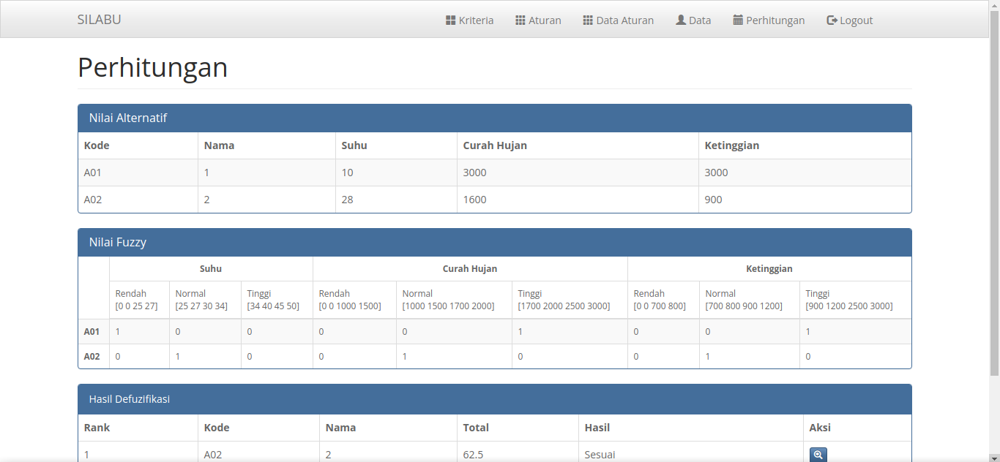 SILABU Kriteria Aturan Data Aturan Data Perhitungan Logout
Perhitungan
Nilai Alternatif
Kode Nama Suhu Curah Hujan Ketinggian
A01 1 10 3000 3000
A02 2 28 1600 900
Nilai Fuzzy
Suhu Curah Hujan Ketinggian
Rendah Normal Tinggi Rendah Normal Tinggi Rendah Normal Tinggi
[0 0 25 27] [25 27 30 34] [34 40 45 50] [0 0 1000 1500] [1000 1500 1700 2000] [1700 2000 2500 3000] [0 0 700 800] [700 800 900 1200] [900 1200 2500 3000]
A01 1 0 0 0 0 1 0 0 1
A02 0 1 0 0 1 0 0 1 0
Hasil Defuzifikasi
Rank Kode Nama Total Hasil Aksi
1 A02 2 62.5 Sesuai